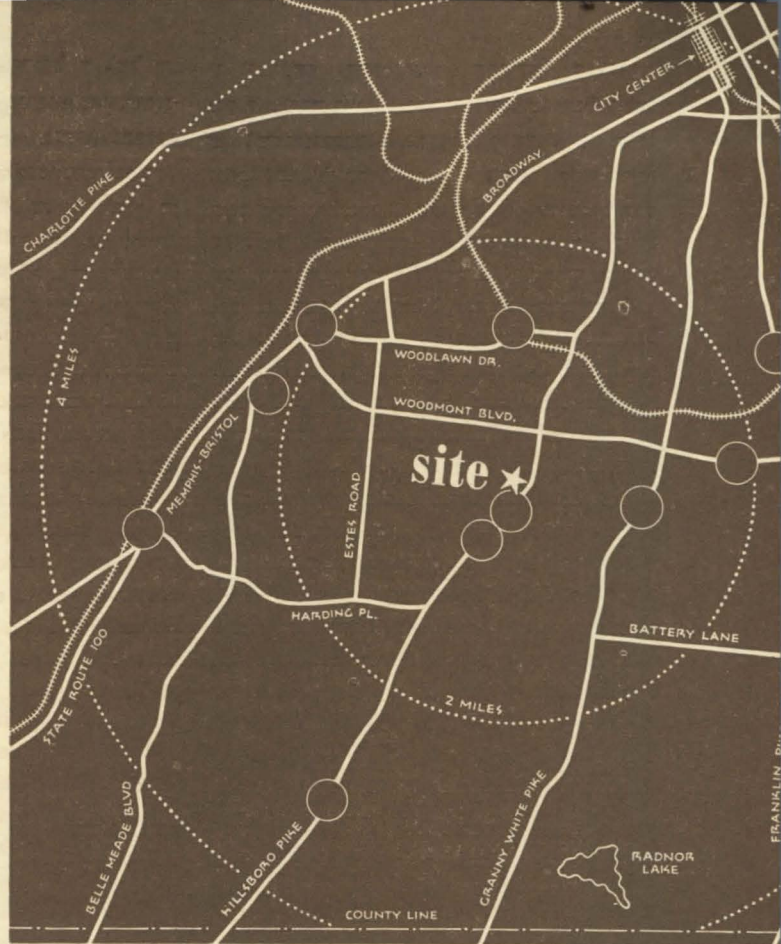 CITY CENTER
BROADWAY
CHARLOTTE PIKE
4 MILES
WOODLAWN DR.
WOODMONT BLVD.
MEMPHIS-BRISTOL
site
ESTES ROAD
HARDING PL.
BATTERY LANE
STATE ROUTE 100
2 MILES
BELLE MEADE BLVD
HILLSBORO PIKE
GRANNY WHITE PIKE
FRANKLIN
RADNOR
LAKE
COUNTY LINE